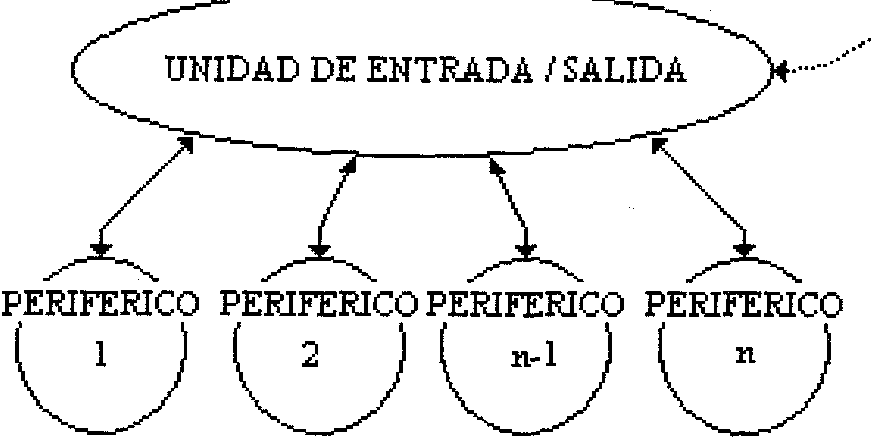 UNIDAD DE ENTRADA / SALIDA
PERIFERICO PERIFERICO PERIFERICO PERIFERICO
1 2 n-1 n